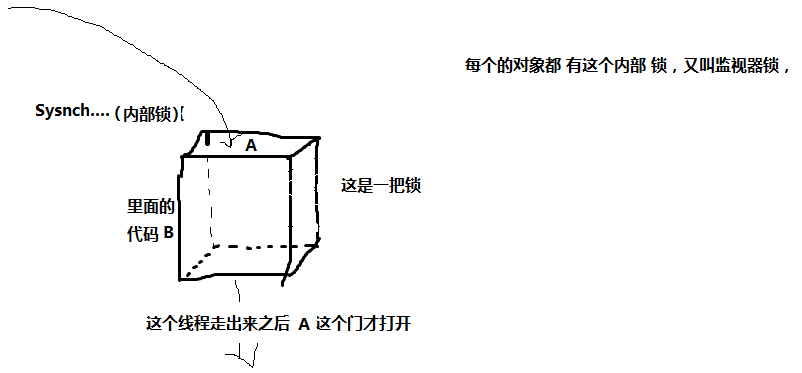 每个的对象都 有这个内部 锁，又叫监视器锁，
Sysnch....（内部锁）{
A
这是一把锁
里面的
代码 B
这个线程走出来之后 A 这个门才打开